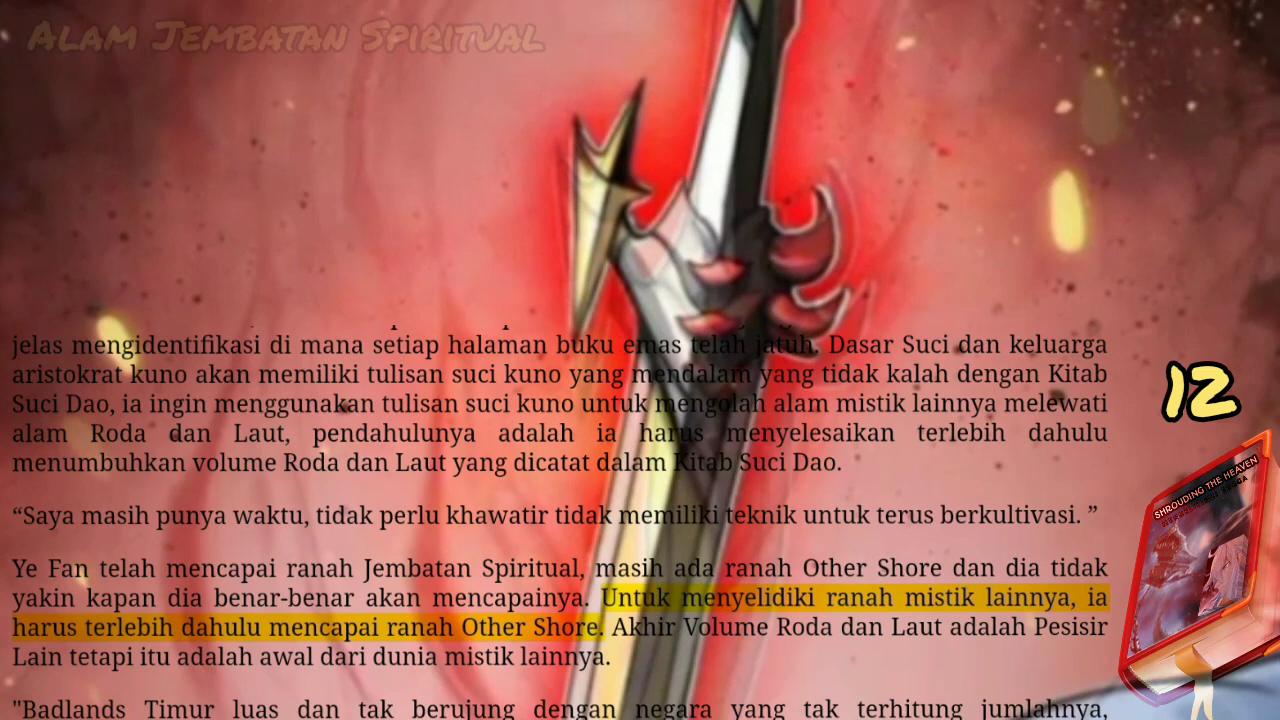 Alam Jembatan Spiritual
jelas mengidentifikasi di mana setiap halaman buku emas telah jatuh. Dasar Suci dan keluarga
aristokrat kuno akan memiliki tulisan suci kuno yang mendalam yang tidak kalah dengan Kitab
Suci Dao, ia ingin menggunakan tulisan suci kuno untuk mengolah alam mistik lainnya melewati
alam Roda dan Laut, pendahulunya adalah ia harus menyelesaikan terlebih dahulu
menumbuhkan volume Roda dan Laut yang dicatat dalam Kitab Suci Dao.
“Saya masih punya waktu, tidak perlu khawatir tidak memiliki teknik untuk terus berkultivasi. ”
Ye Fan telah mencapai ranah Jembatan Spiritual, masih ada ranah Other Shore dan dia tidak
yakin kapan dia benar-benar akan mencapainya. Untuk menyelidiki ranah mistik lainnya, ia
harus terlebih dahulu mencapai ranah Other Shore. Akhir Volume Roda dan Laut adalah Pesisir
Lain tetapi itu adalah awal dari dunia mistik lainnya.
"Badlands Timur luas dan tak berujung dengan negara yang tak terhitung jumlahnya,
12
SHROUDING THE HEAVEN